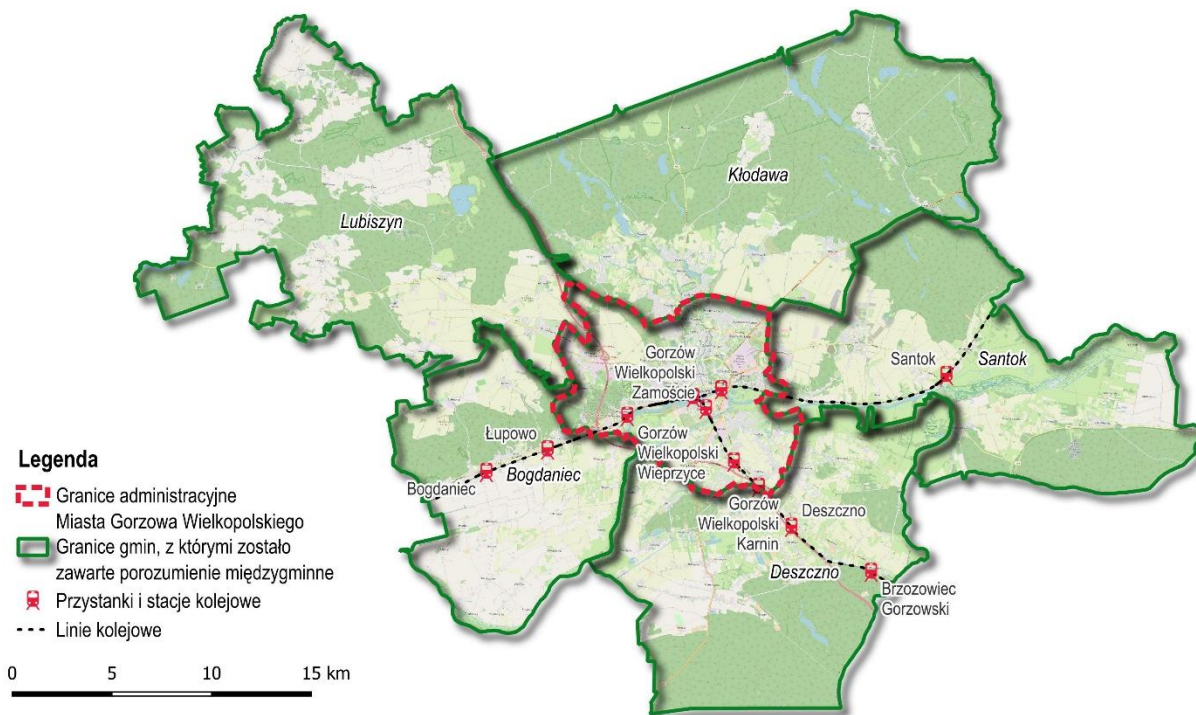 Kłodawa
Lubiszyn
Gorzów
Wielkopolski
Zamoście
Santok
Santok
Łupowo
Gorzów
Wielkopolski
Wieprzyce
Bogdaniec
Bogdaniec
Gorzów
Wielkopolski
Karnin
Deszczno
Deszczno
Brzozowiec
Gorzowski
Legenda
Granice administracyjne
Miasta Gorzowa Wielkopolskiego
Granice gmin, z którymi zostało
zawarte porozumienie międzygminne
Przystanki i stacje kolejowe
Linie kolejowe
0 5 10 15 km